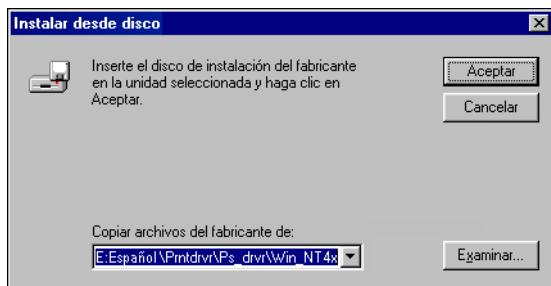 Instalar desde disco
Inserte el disco de instalación del fabricante
en la unidad seleccionada y haga clic en
Aceptar.
Aceptar
Cancelar
Copiar archivos del fabricante de:
E:Español\Prntdrvr\Ps_drvr\Win_NT4x
Examinar...